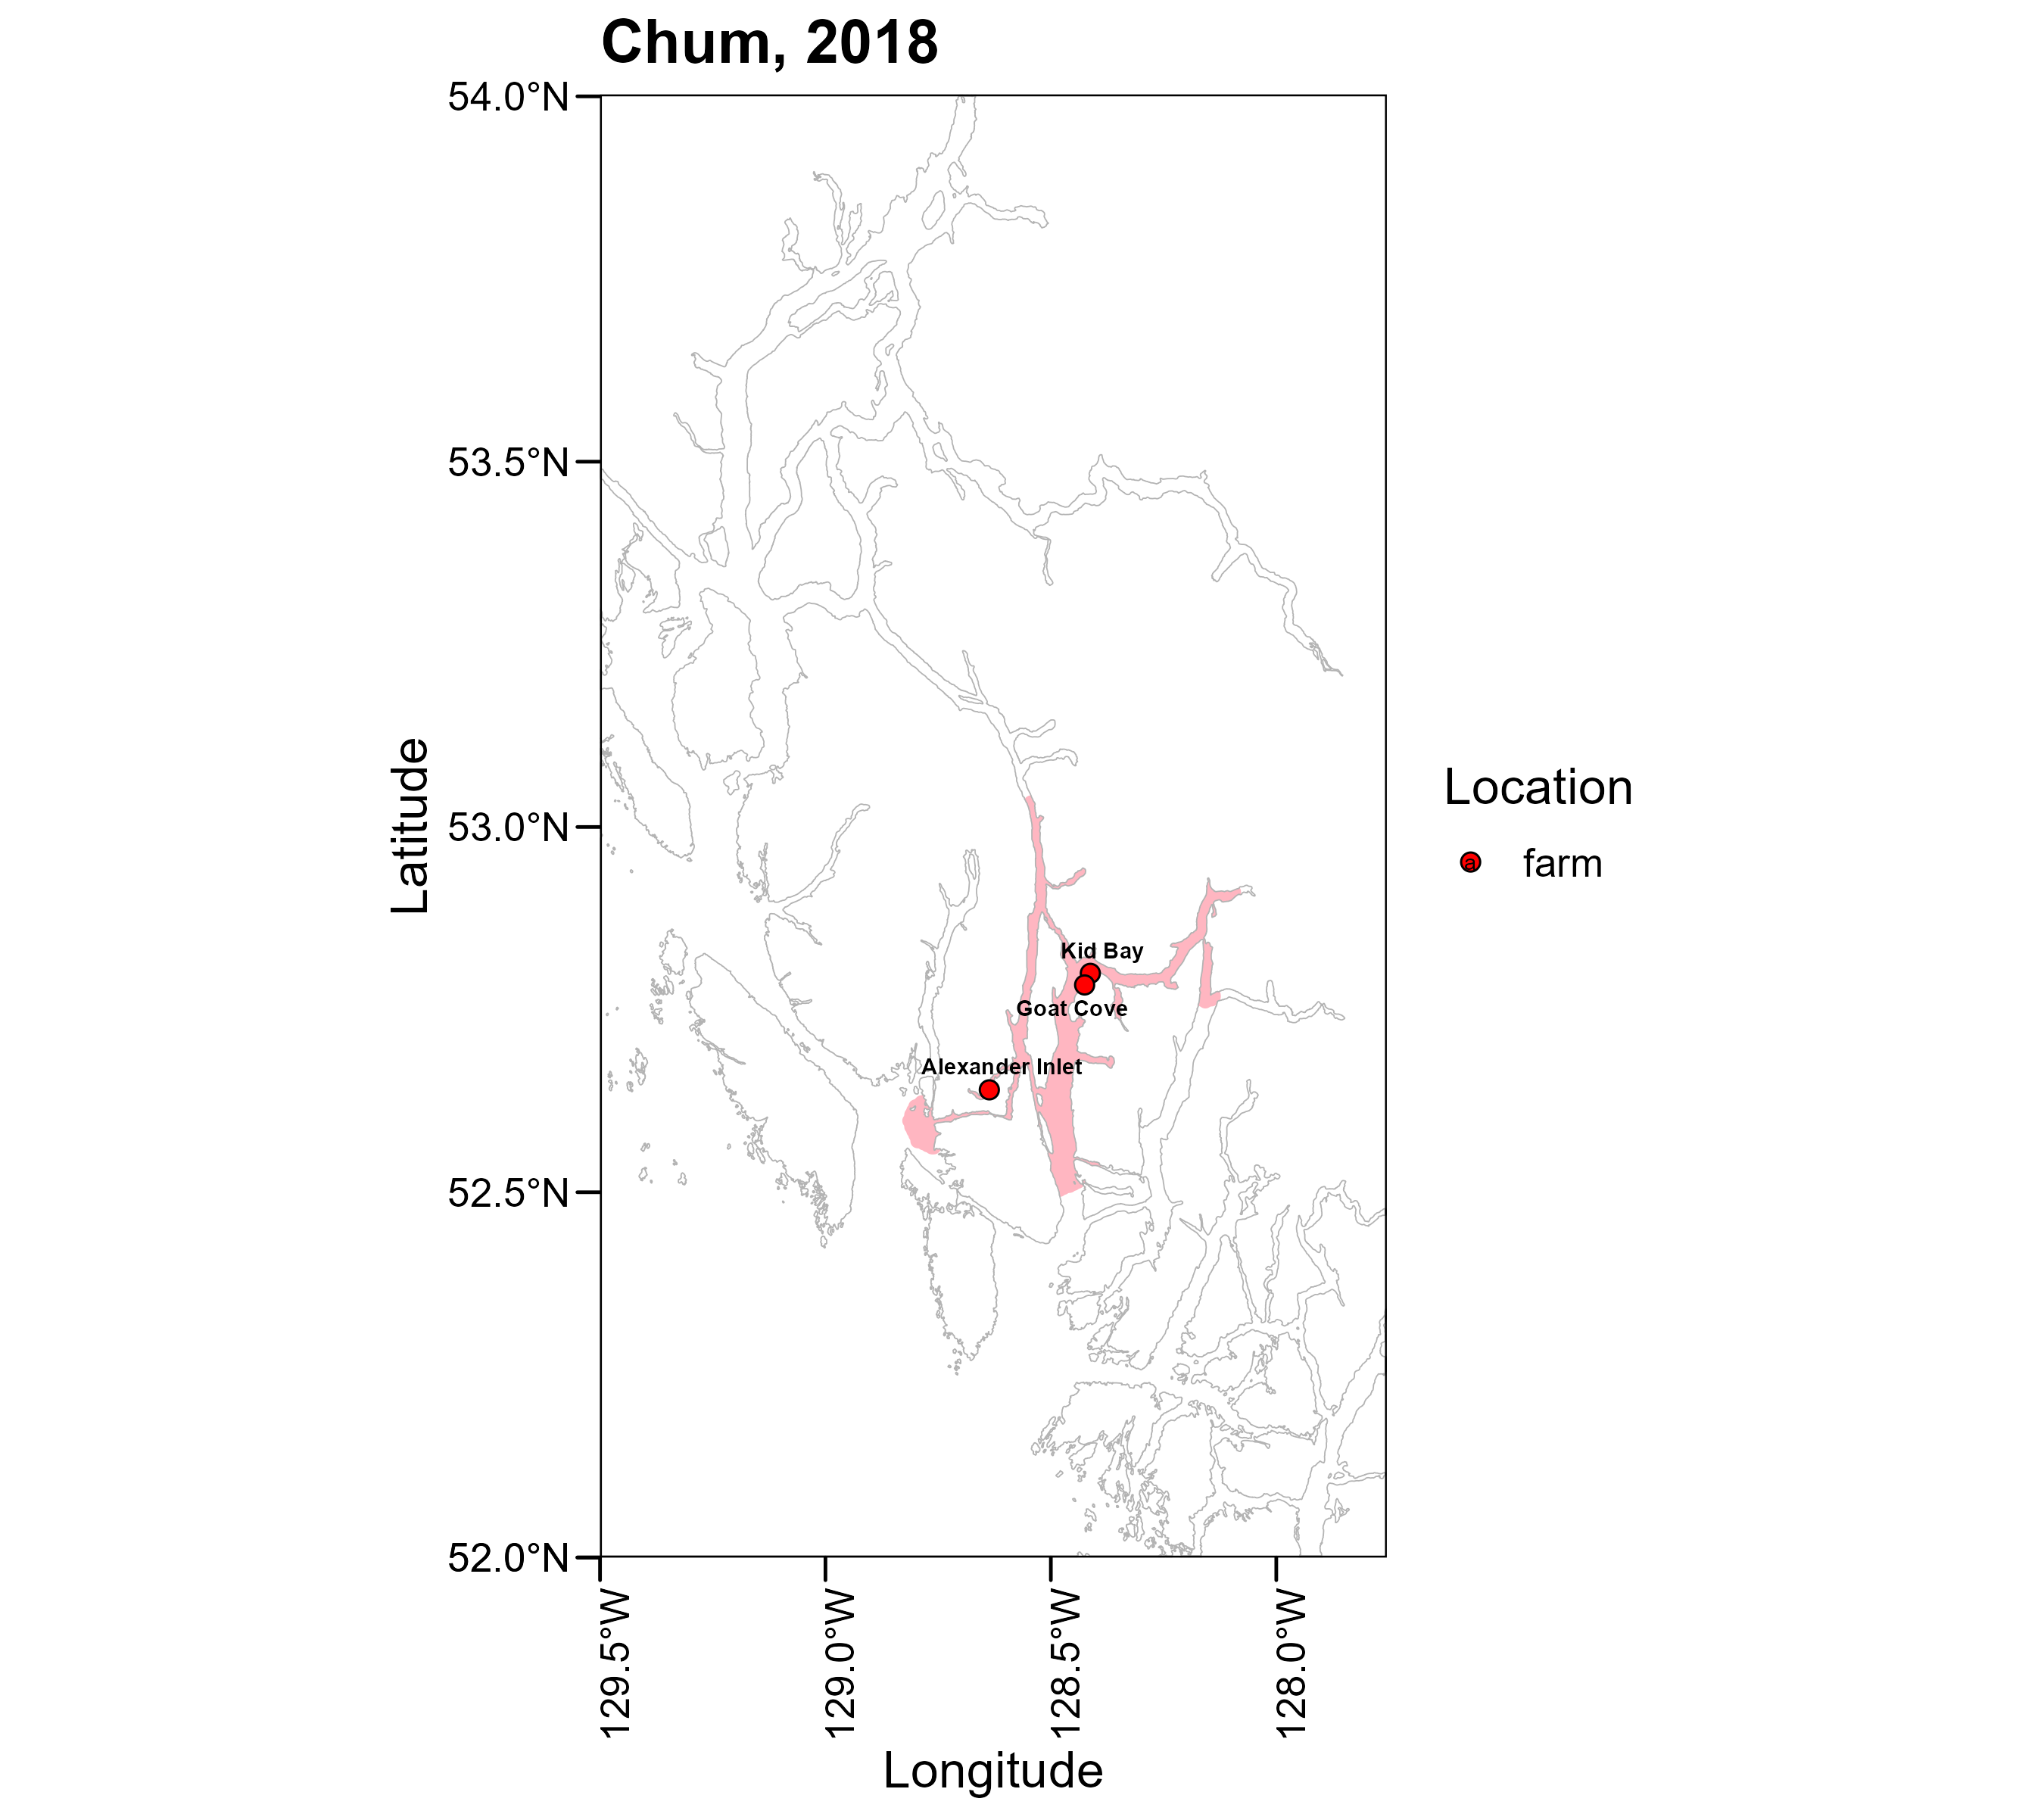 Chum, 2018
54.0°N
53.5°N
53.0°N
52.5°N
52.0°N
Latitude
Kid Bay
Goat Cove
Alexander Inlet
129.5°W
129.0°W
128.5°W
128.0°W
Longitude
Location
a farm